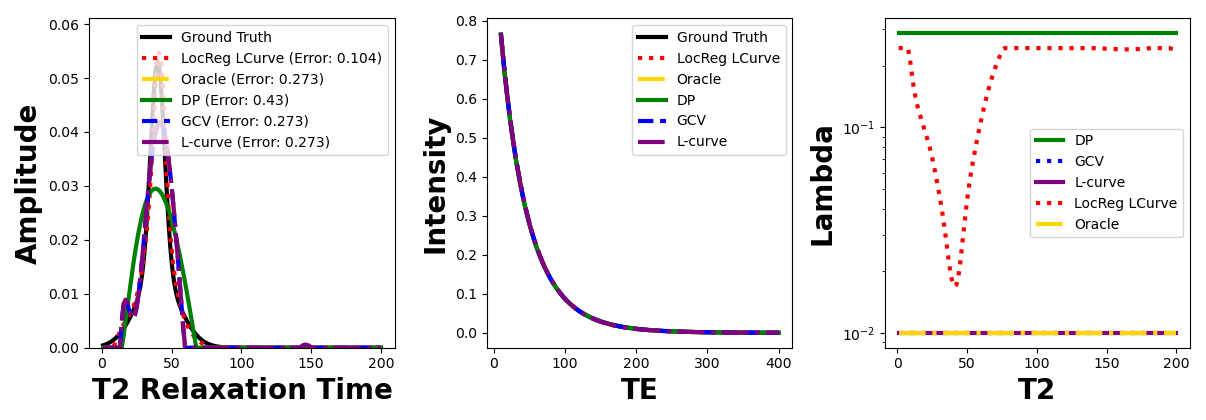 0.06
0.05
0.04
0.03
0.02
0.01
0.00
0
50
100
150
200
Amplitude
T2 Relaxation Time
Ground Truth
LocReg LCurve (Error: 0.104)
Oracle (Error: 0.273)
DP (Error: 0.43)
GCV (Error: 0.273)
L-curve (Error: 0.273)
0.8
0.7
0.6
0.5
0.4
0.3
0.2
0.1
0.0
0
100
200
300
400
Intensity
TE
Ground Truth
LocReg LCurve
Oracle
DP
GCV
L-curve
10⁻¹
10⁻²
0
50
100
150
200
Lambda
T2
DP
GCV
L-curve
LocReg LCurve
Oracle